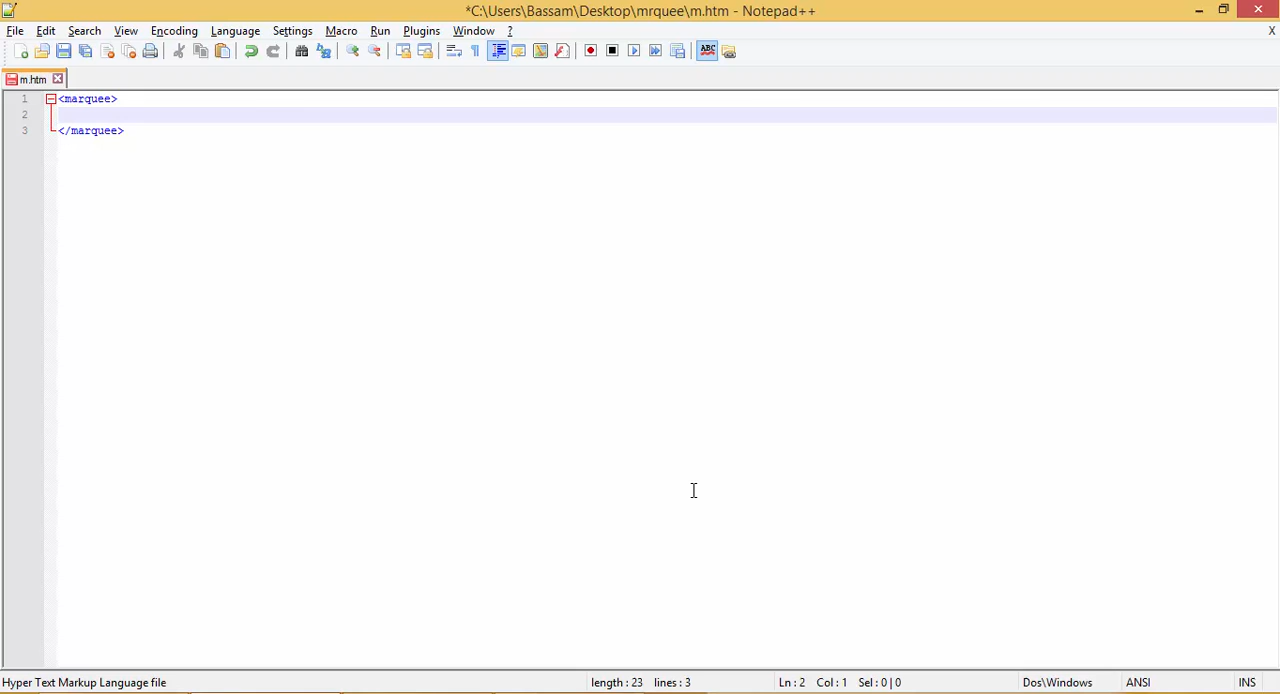 *C:\Users\Bassam\Desktop\mrquee\m.htm - Notepad++
File Edit Search View Encoding Language Settings Macro Run Plugins Window ? X
ABC
m.htm
1 <marquee>
2
3 </marquee>
Hyper Text Markup Language file length : 23 lines : 3 Ln : 2 Col : 1 Sel : 0 | 0 Dos\Windows ANSI INS